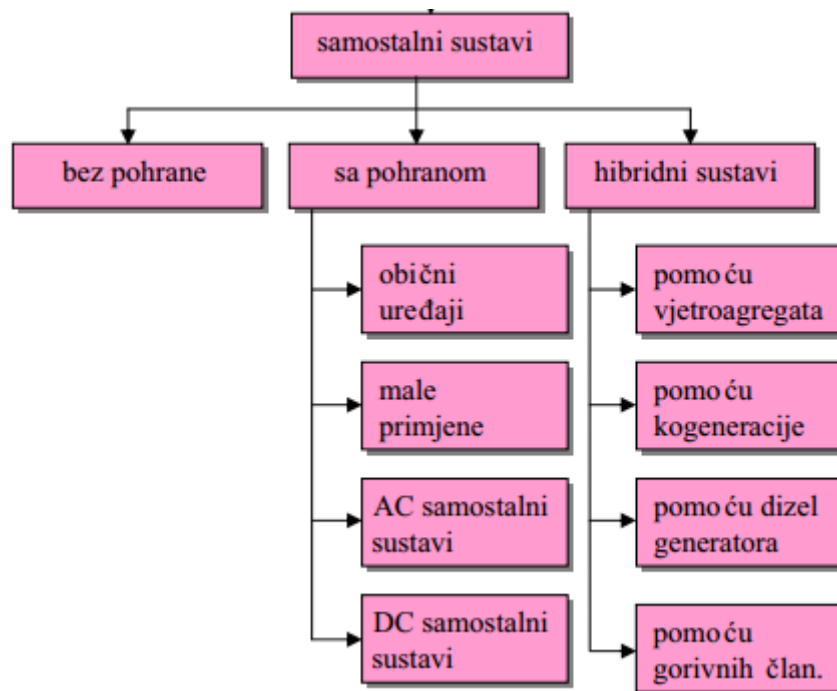 samostalni sustavi
bez pohrane
sa pohranom
hibridni sustavi
obični
uređaji
male
primjene
AC samostalni
sustavi
DC samostalni
sustavi
pomoću
vjetroagregata
pomoću
kogeneracije
pomoću dizel
generatora
pomoću
gorivnih član.